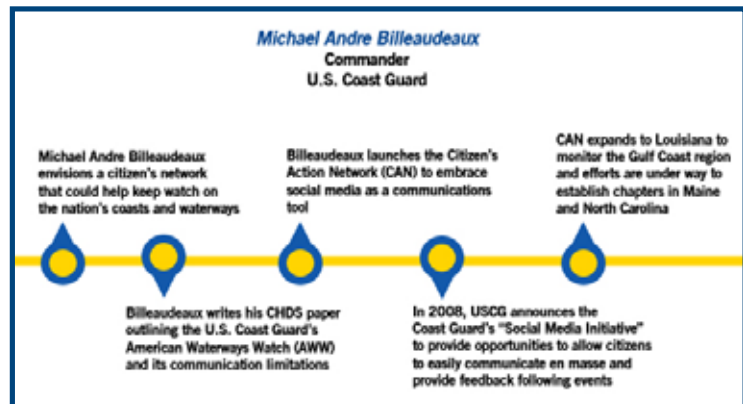 Michael Andre Billeaudeaux
Commander
U.S. Coast Guard
Michael Andre Billeaudeaux
envisions a citizen's network
that could help keep watch on
the nation's coasts and waterways
Billeaudeaux writes his CHDS paper
outlining the U.S. Coast Guard's
American Waterways Watch (AWW)
and its communication limitations
Billeaudeaux launches the Citizen's
Action Network (CAN) to embrace
social media as a communications
tool
In 2008, USCG announces the
Coast Guard's "Social Media Initiative"
to provide opportunities to allow citizens
to easily communicate en masse and
provide feedback following events
CAN expands to Louisiana to
monitor the Gulf Coast region
and efforts are under way to
establish chapters in Maine
and North Carolina